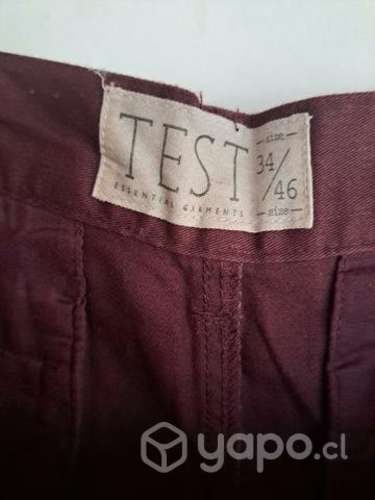 TEST
ESSENTIAL GARMENTS
size
34/
/46
size
yapo.cl